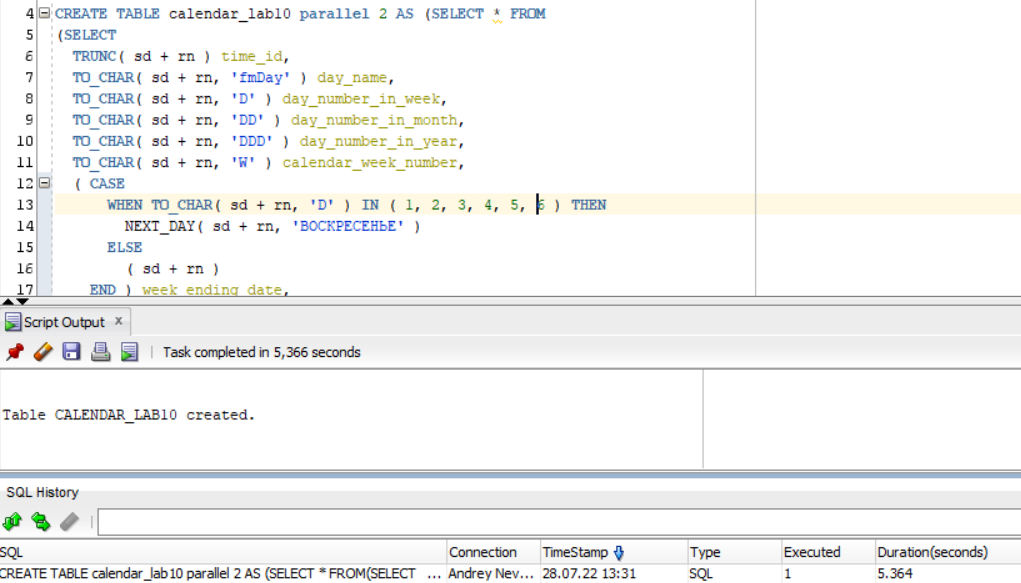 4 CREATE TABLE calendar_lab10 parallel 2 AS (SELECT * FROM
5 (SELECT
6 TRUNC( sd + rn ) time_id,
7 TO_CHAR( sd + rn, 'fmDay' ) day_name,
8 TO_CHAR( sd + rn, 'D' ) day_number_in_week,
9 TO_CHAR( sd + rn, 'DD' ) day_number_in_month,
10 TO_CHAR( sd + rn, 'DDD' ) day_number_in_year,
11 TO_CHAR( sd + rn, 'W' ) calendar_week_number,
12 ( CASE
13 WHEN TO_CHAR( sd + rn, 'D' ) IN ( 1, 2, 3, 4, 5, 6 ) THEN
14 NEXT_DAY( sd + rn, 'ВОСКРЕСЕНЬЕ' )
15 ELSE
16 ( sd + rn )
17 END ) week_ending_date,
Script Output x
Task completed in 5,366 seconds
Table CALENDAR_LAB10 created.
SQL History
SQL Connection TimeStamp Type Executed Duration(seconds)
CREATE TABLE calendar_lab10 parallel 2 AS (SELECT * FROM(SELECT ... Andrey Nev... 28.07.22 13:31 SQL 1 5.364